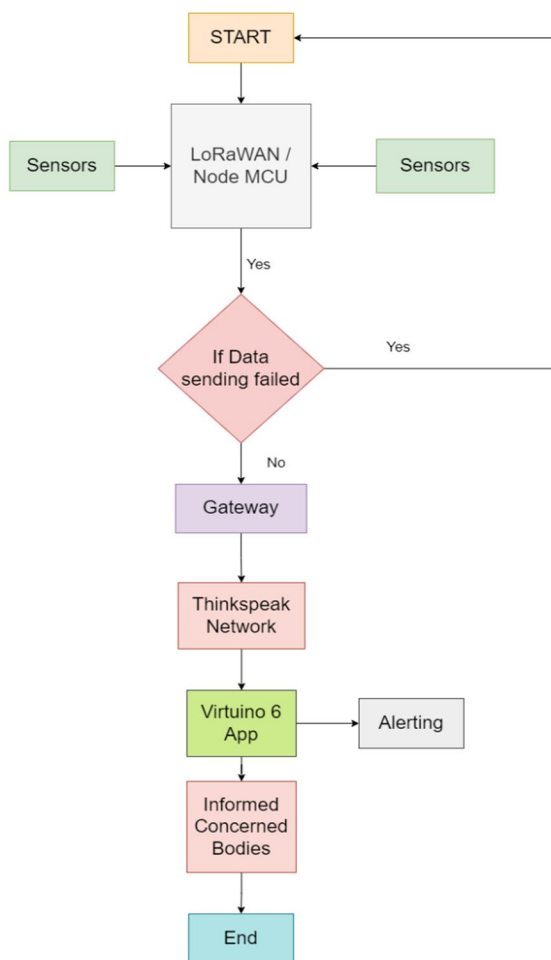 START
LoRaWAN /
Node MCU
Sensors
Sensors
Yes
If Data
sending failed
Yes
No
Gateway
Thinkspeak
Network
Virtuino 6
App
Alerting
Informed
Concerned
Bodies
End